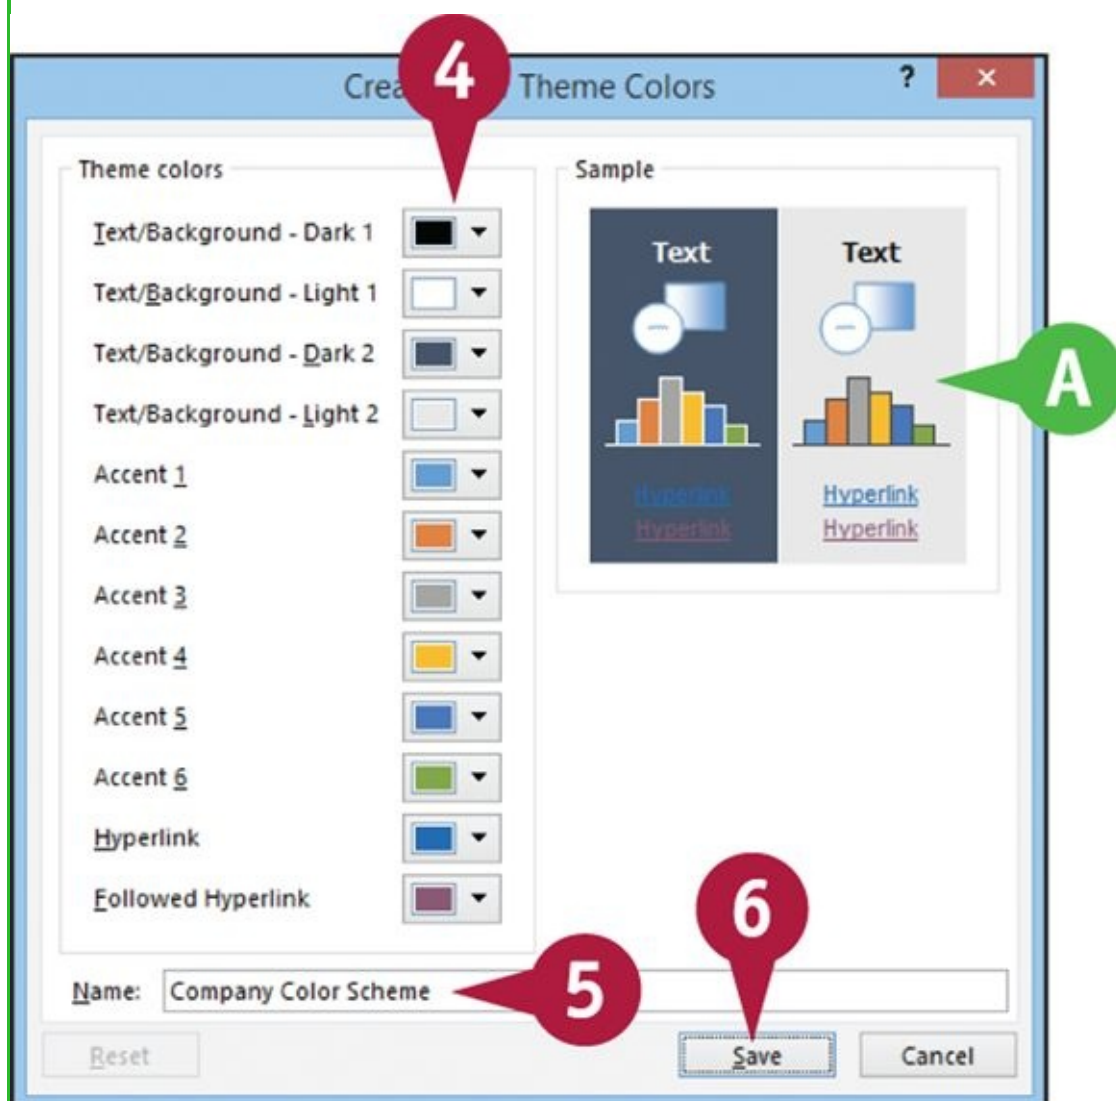 4
Crea Theme Colors ?
Theme colors
Sample
Text/Background - Dark 1
Text Text
Text/Background - Light 1
Text/Background - Dark 2
A
Text/Background - Light 2
Accent 1
Hyperlink Hyperlink
Accent 2
Hyperlink Hyperlink
Accent 3
Accent 4
Accent 5
Accent 6
Hyperlink
Followed Hyperlink
6
Name: Company Color Scheme 5
Reset Save Cancel